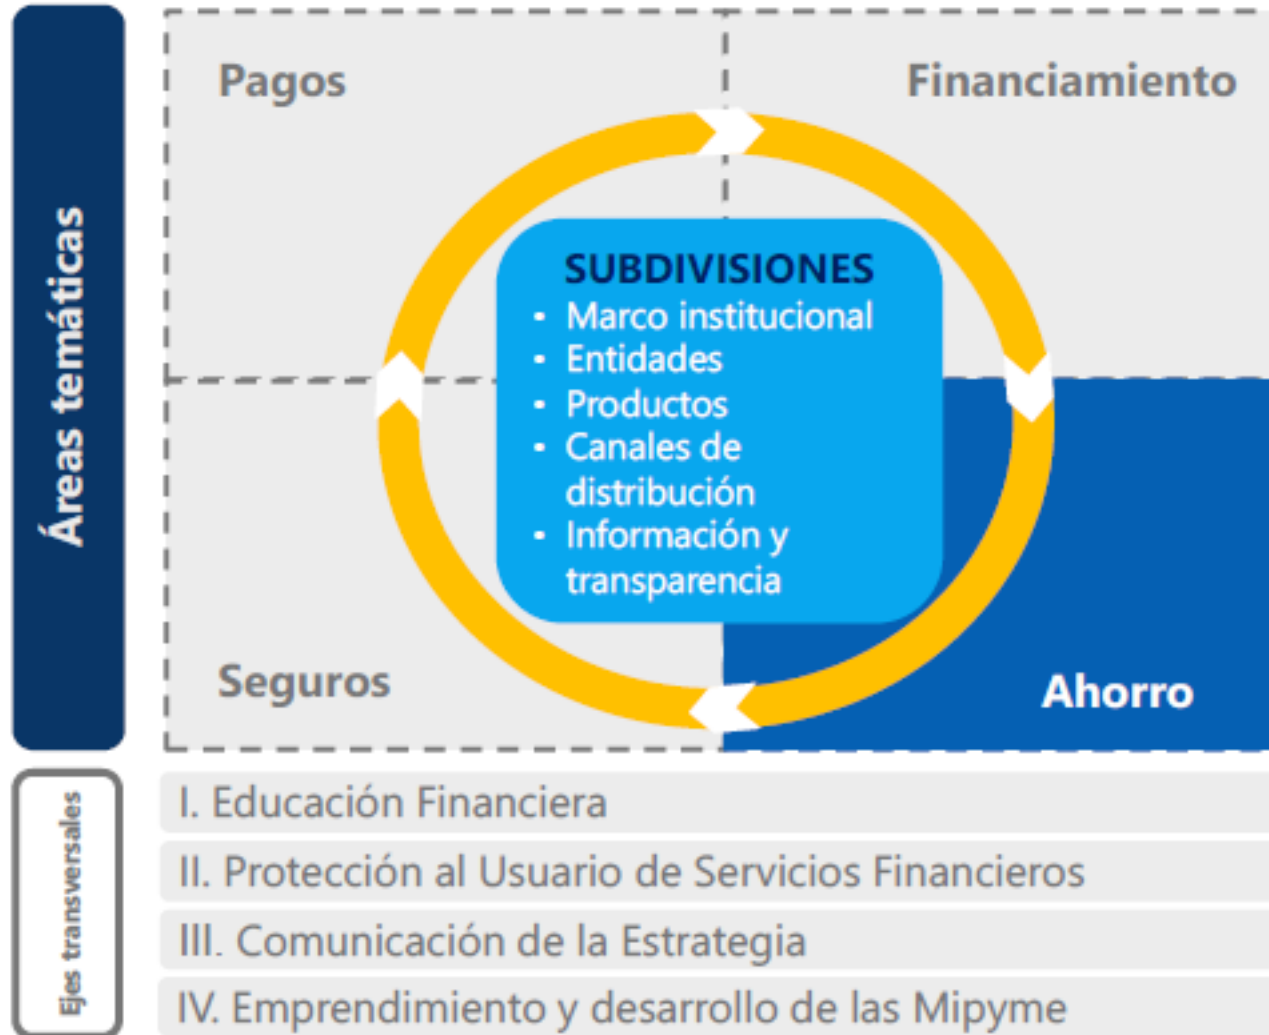 Áreas temáticas
Pagos
Financiamiento
SUBDIVISIONES
• Marco institucional
• Entidades
• Productos
• Canales de
distribución
• Información y
transparencia
Seguros
Ahorro
Ejes transversales
I. Educación Financiera
II. Protección al Usuario de Servicios Financieros
III. Comunicación de la Estrategia
IV. Emprendimiento y desarrollo de las Mipyme